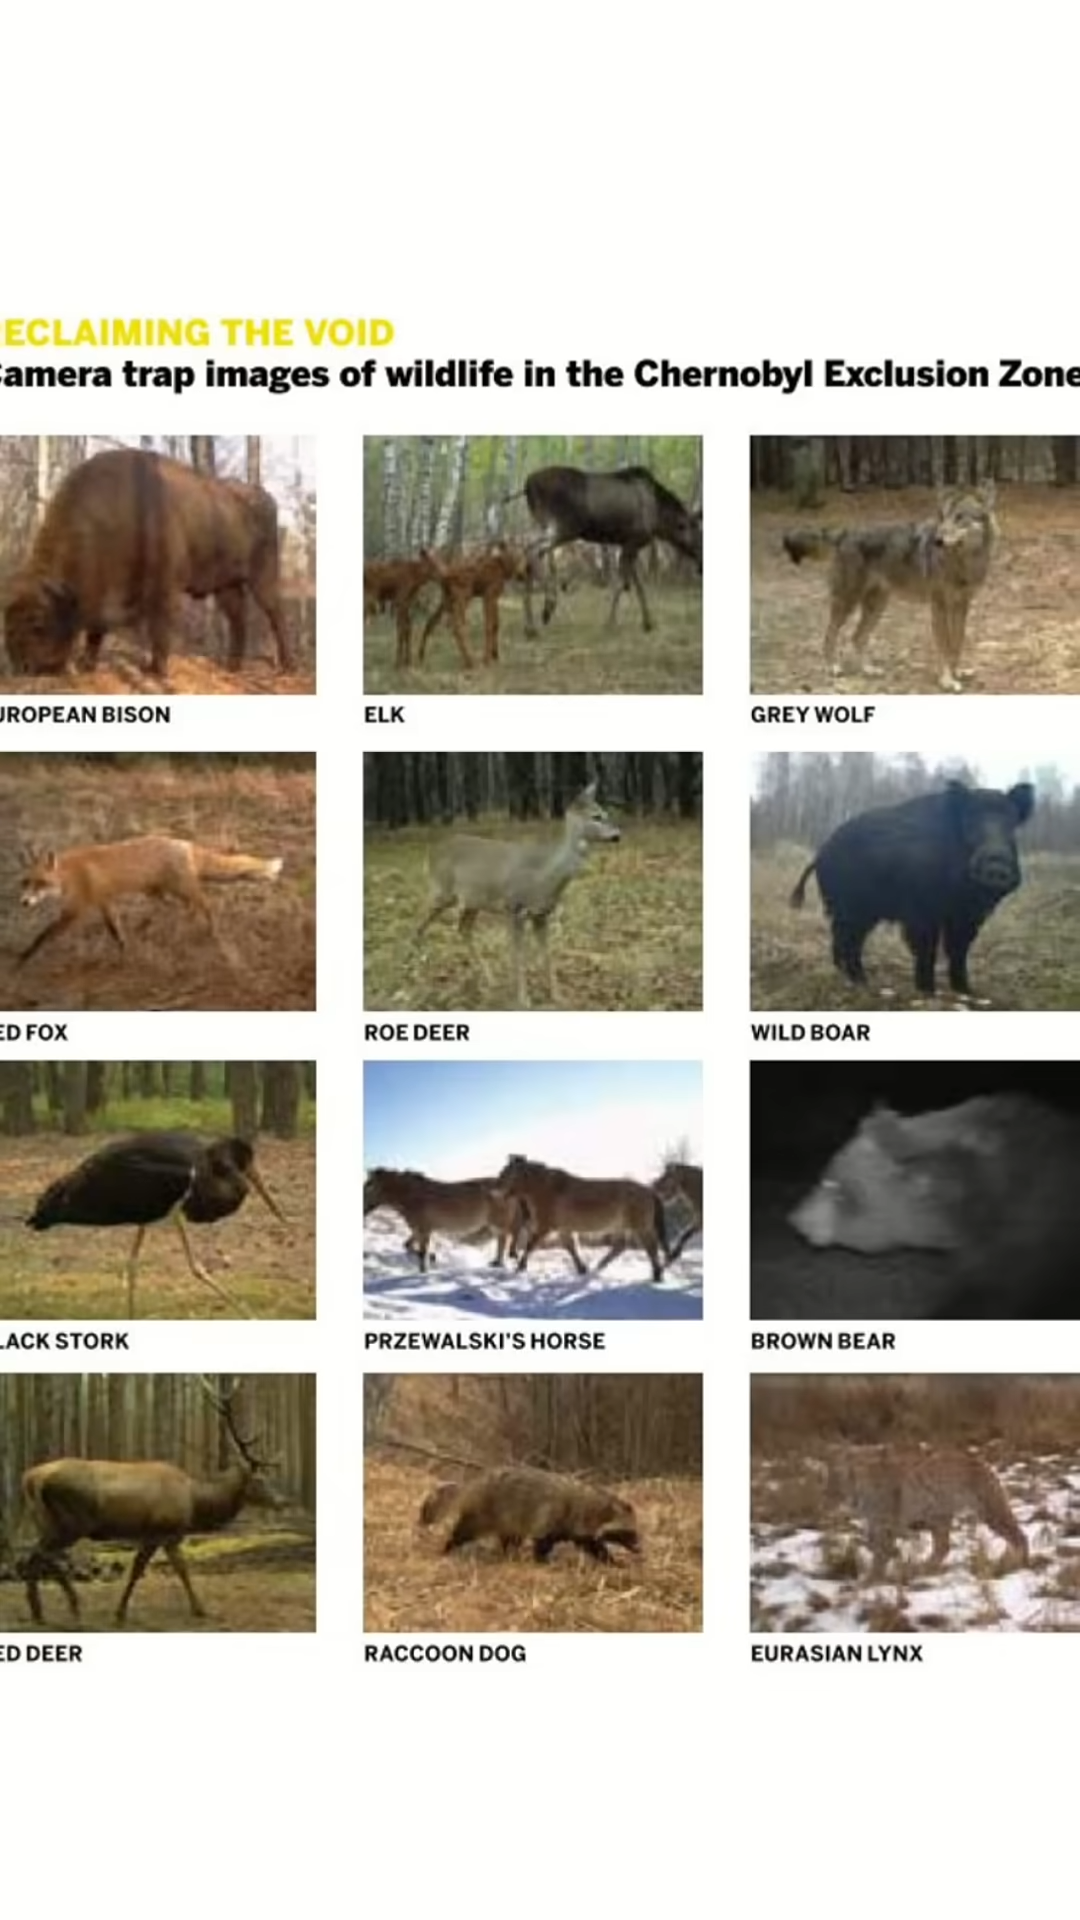 ECLAIMING THE VOID
amera trap images of wildlife in the Chernobyl Exclusion Zone
UROPEAN BISON
ELK
GREY WOLF
ED FOX
ROE DEER
WILD BOAR
LACK STORK
PRZEWALSKI'S HORSE
BROWN BEAR
ED DEER
RACCOON DOG
EURASIAN LYNX